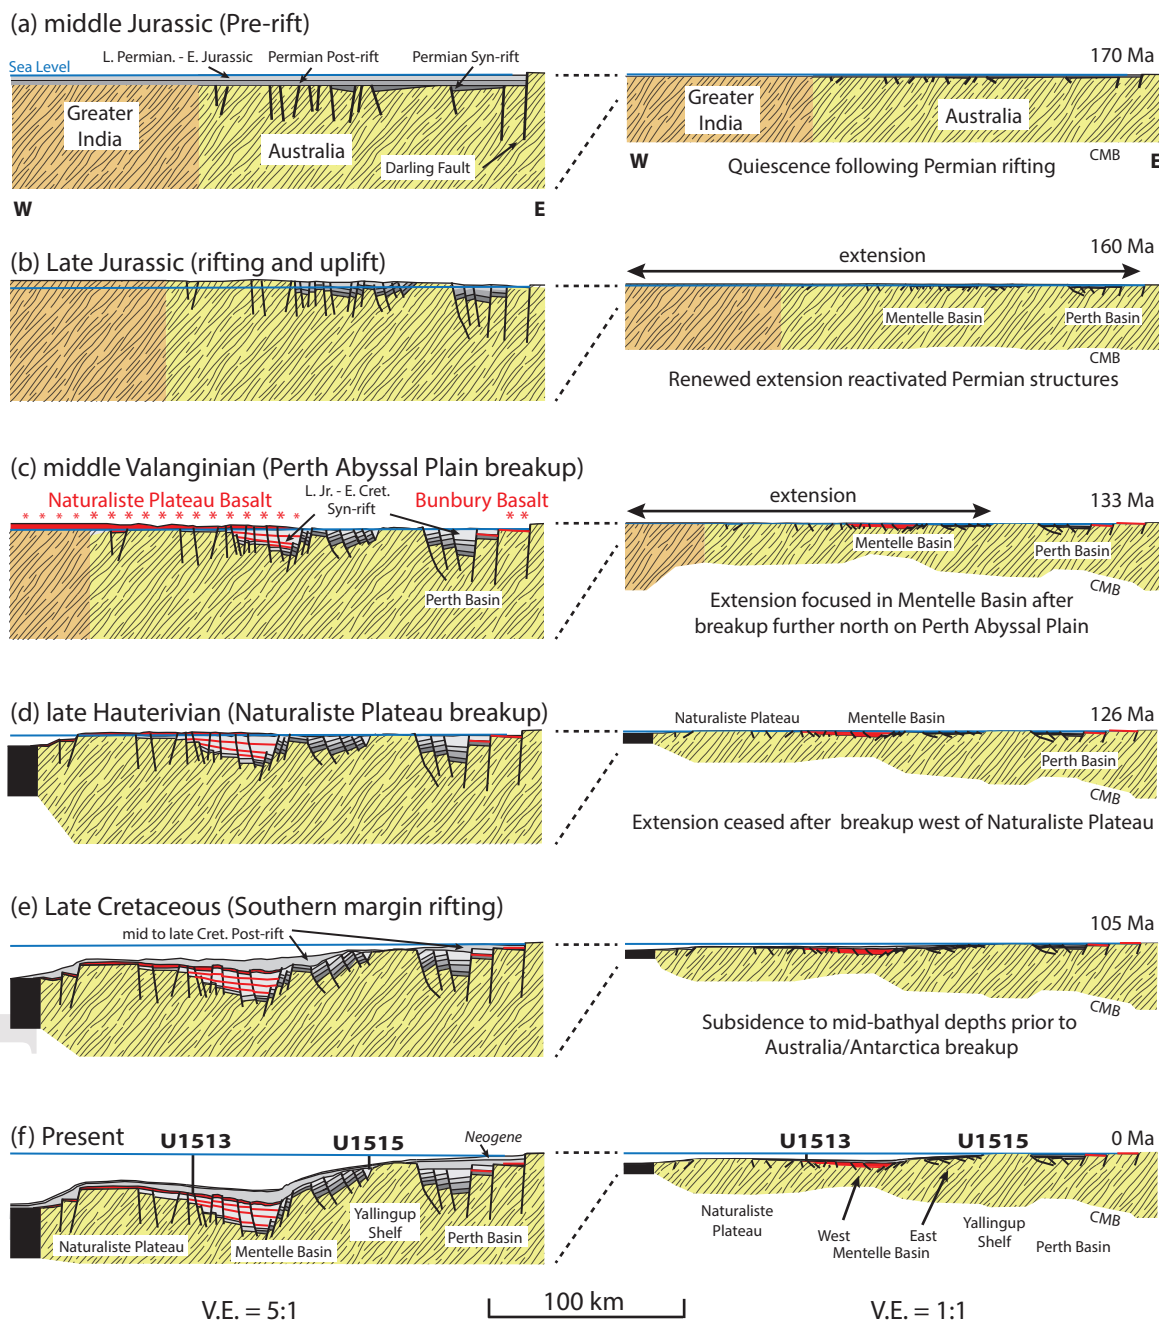 (a) middle Jurassic (Pre-rift)
Sea Level
L. Permian. - E. Jurassic
Permian Post-rift
Permian Syn-rift
Greater
India
Australia
Darling Fault
W
E
170 Ma
Greater
India
Australia
W
CMB
E
Quiescence following Permian rifting
(b) Late Jurassic (rifting and uplift)
160 Ma
extension
Mentelle Basin
Perth Basin
CMB
Renewed extension reactivated Permian structures
(c) middle Valanginian (Perth Abyssal Plain breakup)
Naturaliste Plateau Basalt
L. Jr. - E. Cret.
Syn-rift
Bunbury Basalt
Perth Basin
extension
133 Ma
Mentelle Basin
Perth Basin
CMB
Extension focused in Mentelle Basin after
breakup further north on Perth Abyssal Plain
(d) late Hauterivian (Naturaliste Plateau breakup)
Naturaliste Plateau
Mentelle Basin
126 Ma
Perth Basin
CMB
Extension ceased after breakup west of Naturaliste Plateau
(e) Late Cretaceous (Southern margin rifting)
mid to late Cret. Post-rift
105 Ma
CMB
Subsidence to mid-bathyal depths prior to
Australia/Antarctica breakup
(f) Present
U1513
U1515
Neogene
Naturaliste Plateau
Mentelle Basin
Yallingup
Shelf
Perth Basin
U1513
U1515
0 Ma
Naturaliste
Plateau
West
East
Mentelle Basin
Yallingup
Shelf
Perth Basin
CMB
V.E. = 5:1
100 km
V.E. = 1:1